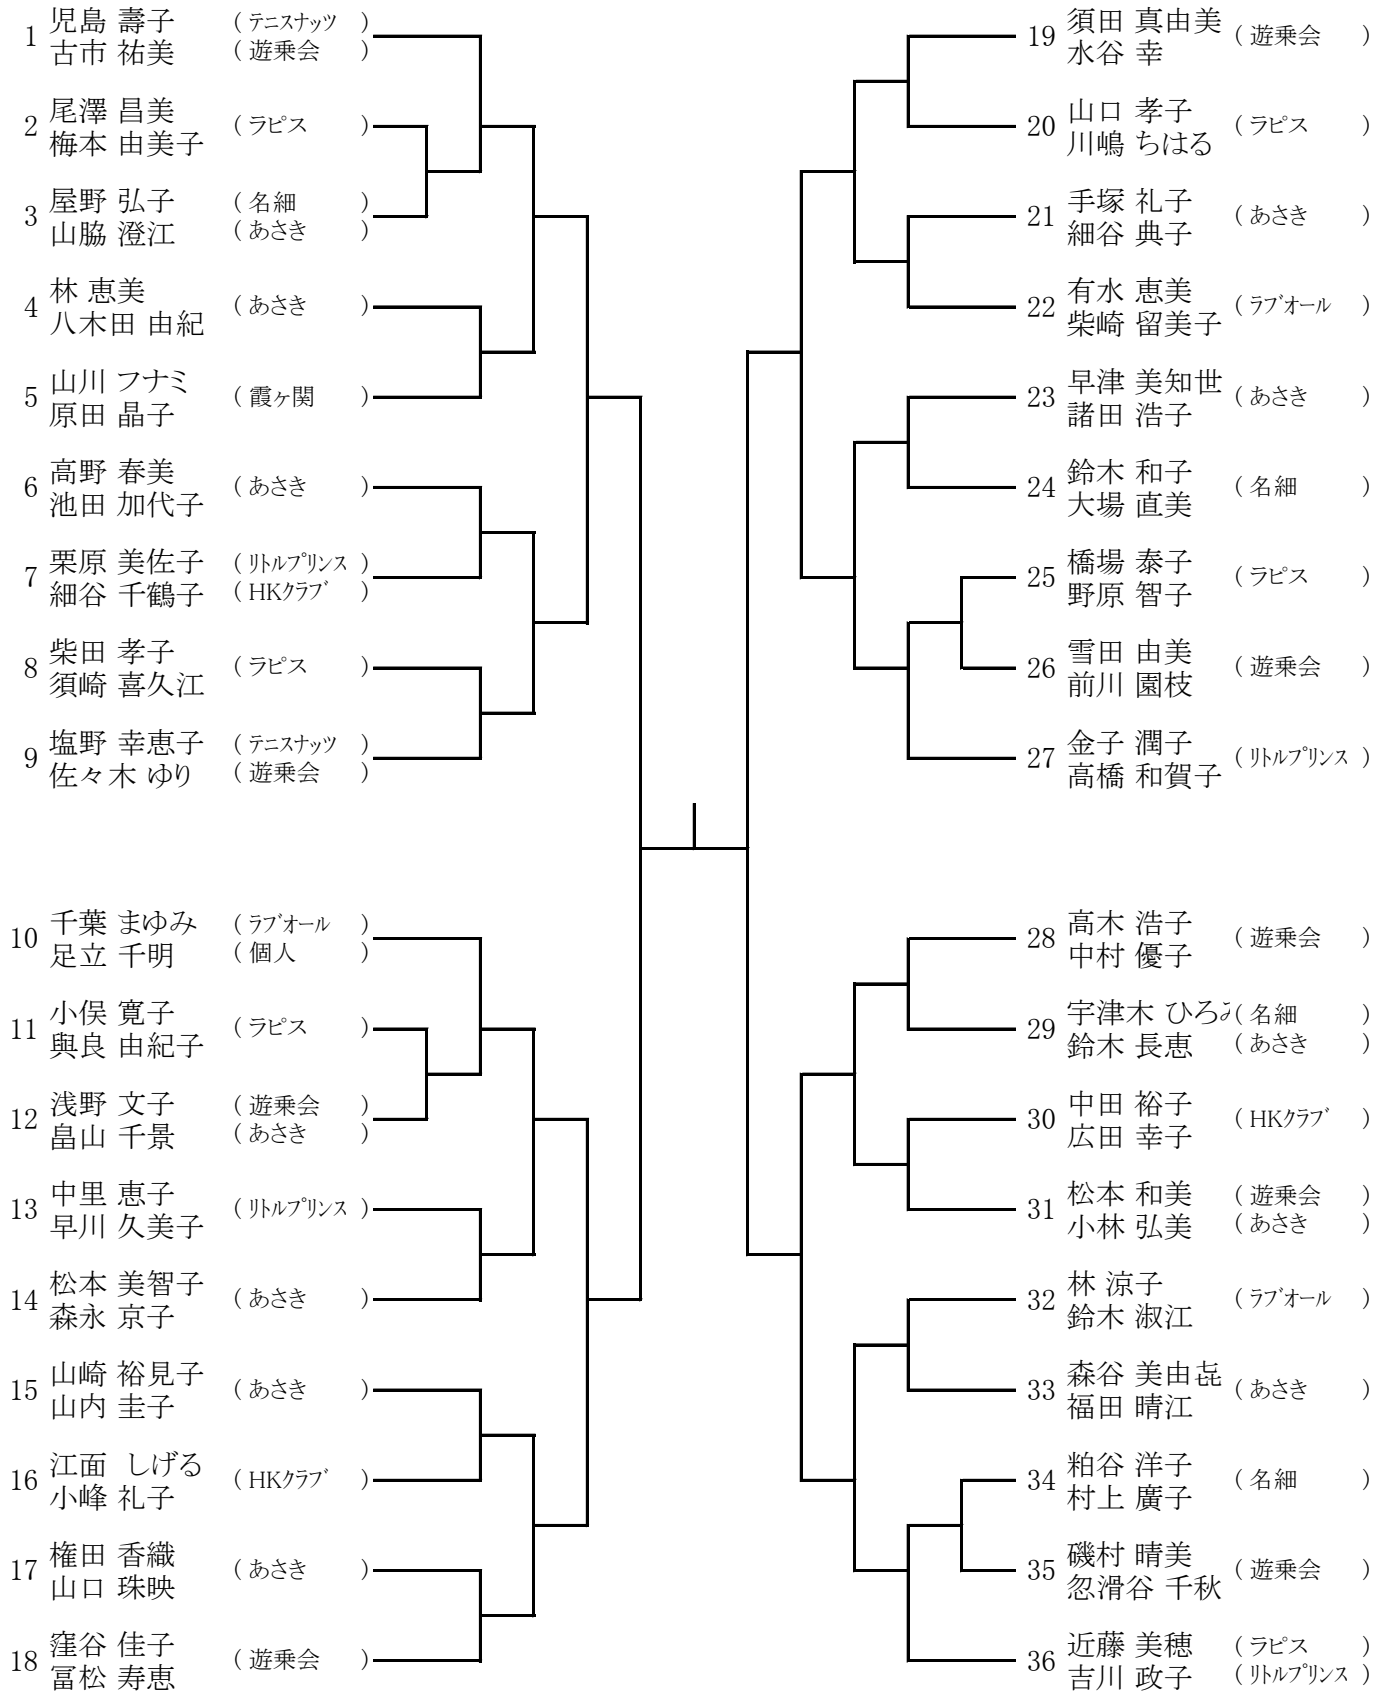 1 児島 壽子 （ テニスナッツ ）
古市 祐美 （ 遊乗会 ）
2 尾澤 昌美 （ ラピス ）
梅本 由美子
3 屋野 弘子 （ 名細 ）
山脇 澄江 （ あさき ）
4 林 恵美 （ あさき ）
八木田 由紀
5 山川 フナミ （ 霞ヶ関 ）
原田 晶子
6 高野 春美 （ あさき ）
池田 加代子
7 栗原 美佐子 （ リトルプリンス ）
細谷 千鶴子 （ HKクラブ ）
8 柴田 孝子 （ ラピス ）
須崎 喜久江
9 塩野 幸恵子 （ テニスナッツ ）
佐々木 ゆり （ 遊乗会 ）
10 千葉 まゆみ （ ラブオール ）
足立 千明 （ 個人 ）
11 小俣 寛子 （ ラピス ）
與良 由紀子
12 浅野 文子 （ 遊乗会 ）
畠山 千景 （ あさき ）
13 中里 恵子 （ リトルプリンス ）
早川 久美子
14 松本 美智子 （ あさき ）
森永 京子
15 山崎 裕見子 （ あさき ）
山内 圭子
16 江面 しげる （ HKクラブ ）
小峰 礼子
17 権田 香織 （ あさき ）
山口 珠映
18 窪谷 佳子 （ 遊乗会 ）
冨松 寿恵
19 須田 真由美 （ 遊乗会 ）
水谷 幸
20 山口 孝子 （ ラピス ）
川嶋 ちはる
21 手塚 礼子 （ あさき ）
細谷 典子
22 有水 恵美 （ ラブオール ）
柴崎 留美子
23 早津 美知世 （ あさき ）
諸田 浩子
24 鈴木 和子 （ 名細 ）
大場 直美
25 橋場 泰子 （ ラピス ）
野原 智子
26 雪田 由美 （ 遊乗会 ）
前川 園枝
27 金子 潤子 （ リトルプリンス ）
高橋 和賀子
28 高木 浩子 （ 遊乗会 ）
中村 優子
29 宇津木 ひろみ （ 名細 ）
鈴木 長恵 （ あさき ）
30 中田 裕子 （ HKクラブ ）
広田 幸子
31 松本 和美 （ 遊乗会 ）
小林 弘美 （ あさき ）
32 林 涼子 （ ラブオール ）
鈴木 淑江
33 森谷 美由㐂 （ あさき ）
福田 晴江
34 粕谷 洋子 （ 名細 ）
村上 廣子
35 磯村 晴美 （ 遊乗会 ）
忽滑谷 千秋
36 近藤 美穂 （ ラピス ）
吉川 政子 （ リトルプリンス ）